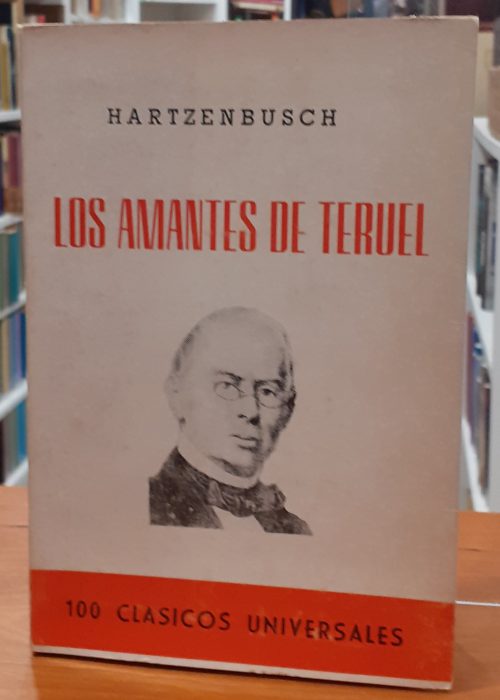 HARTZENBUSCH
LOS AMANTES DE TERUEL
100 CLASICOS UNIVERSALES